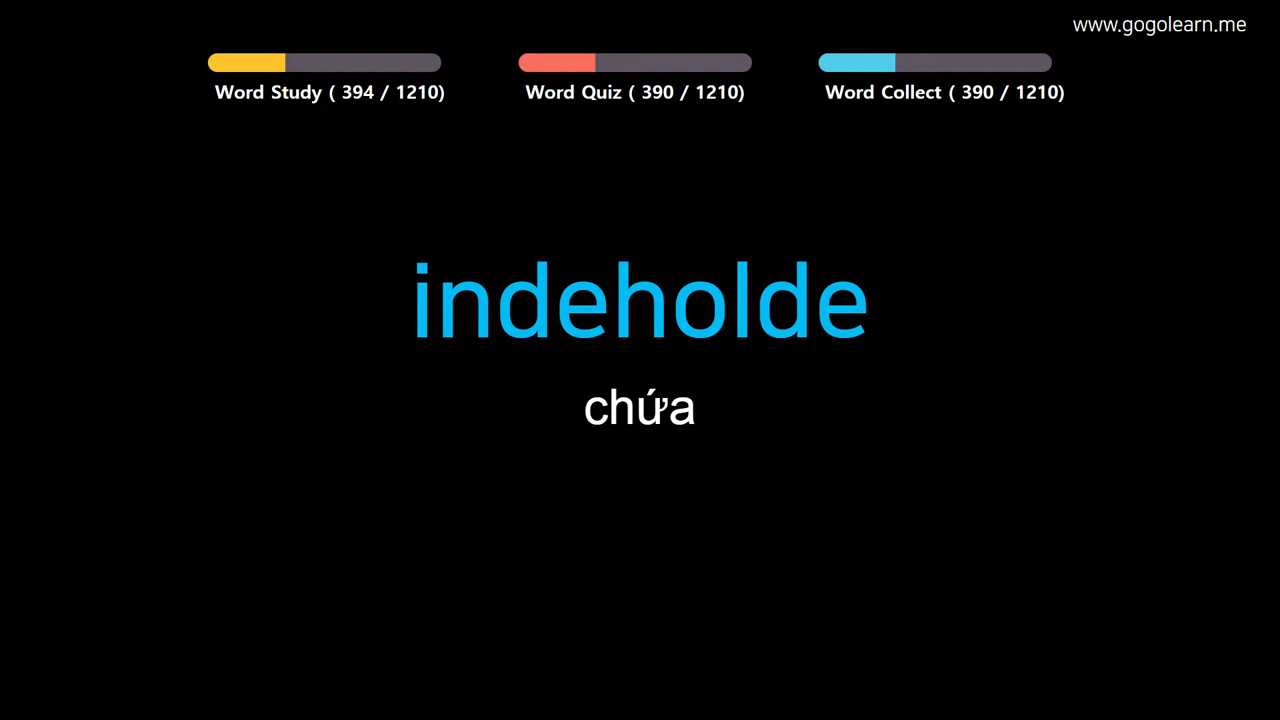 www.gogolearn.me
Word Study ( 394 / 1210)
Word Quiz ( 390 / 1210)
Word Collect ( 390 / 1210)
indeholde
chứa